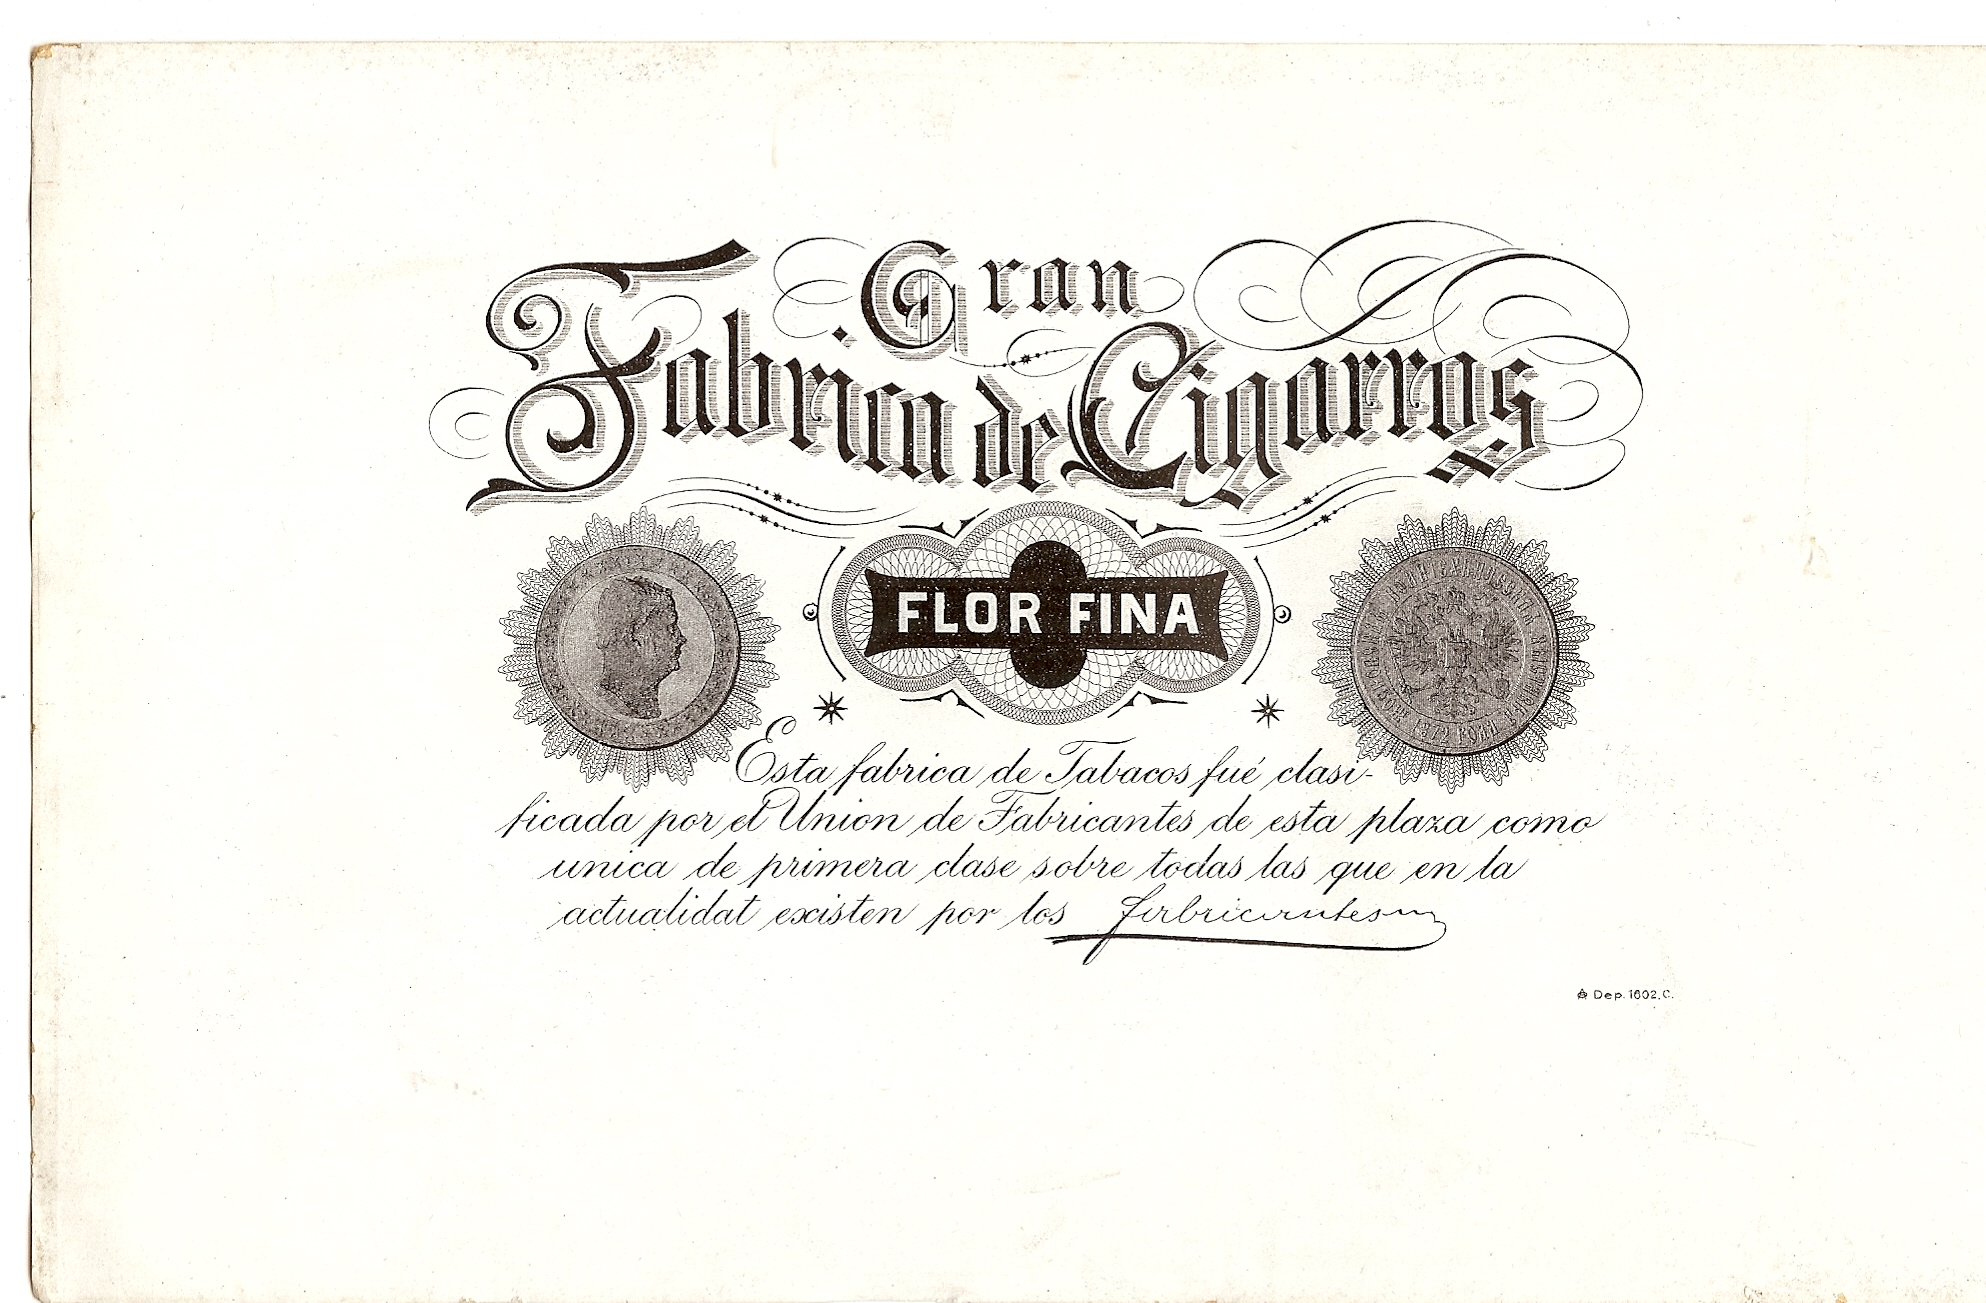 Gran
Fabrica de Cigarros
FLOR FINA
Esta fabrica de Tabacos fué clasi-
ficada por el Union de Fabricantes de esta plaza como
unica de primera clase sobre todas las que en la
actualidat existen por los fabricantes
Dep. 1602. C.